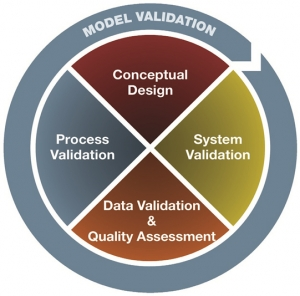 MODEL VALIDATION
Conceptual
Design
Process
Validation
System
Validation
Data Validation
&
Quality Assessment